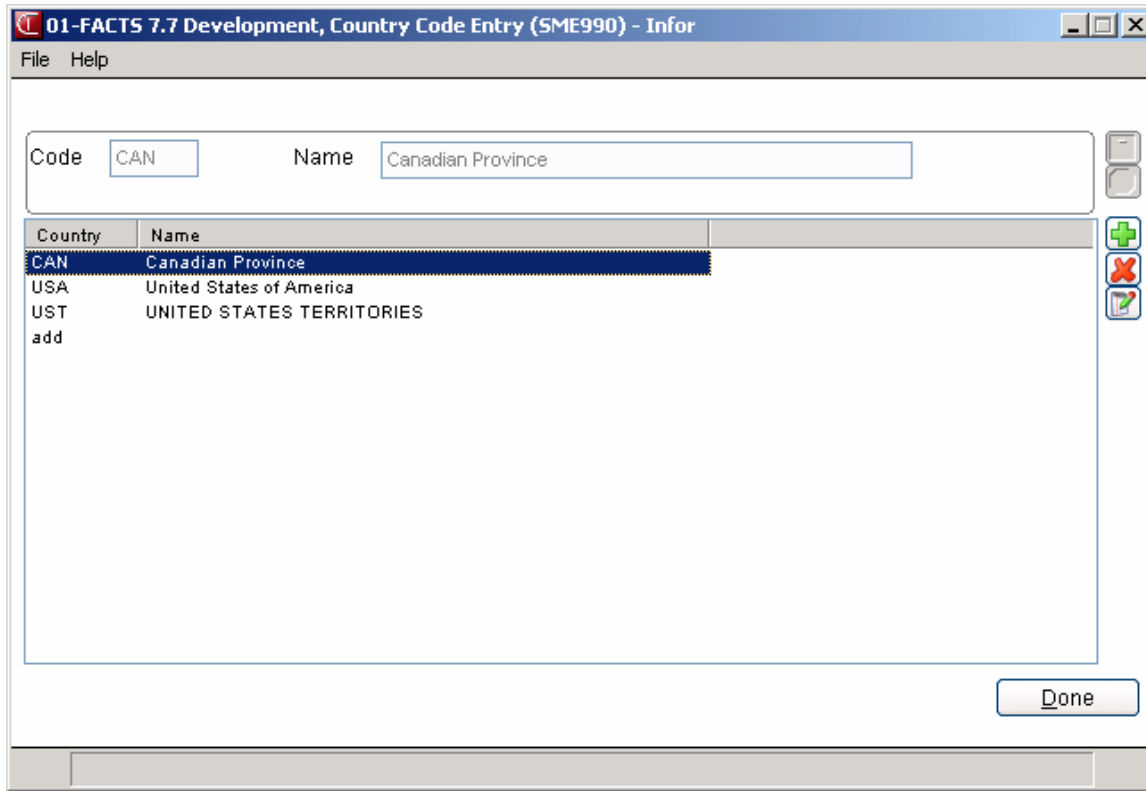 01-FACTS 7.7 Development, Country Code Entry (SME990) - Infor
File Help
Code CAN Name Canadian Province
Country Name
CAN Canadian Province
USA United States of America
UST UNITED STATES TERRITORIES
add
Done